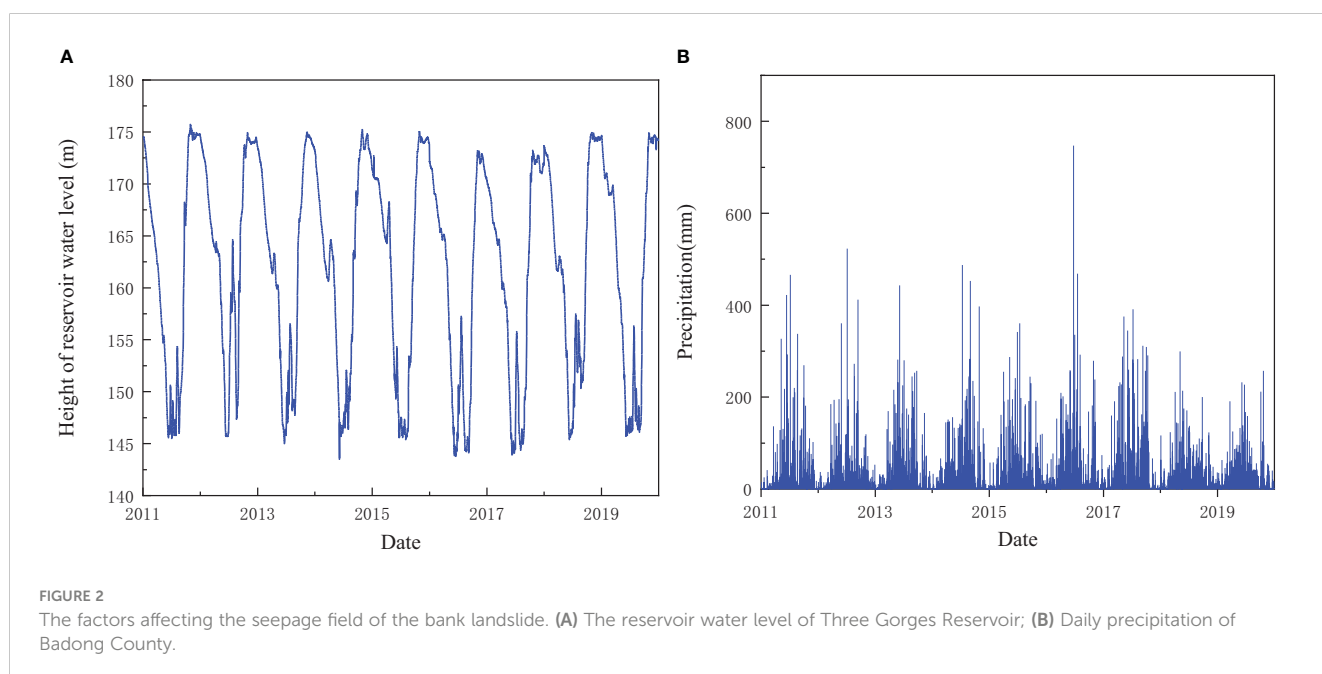 A
Height of reservoir water level (m)
180
175
170
165
160
155
150
145
140
2011
2013
2015
2017
2019
Date
B
Precipitation(mm)
800
600
400
200
0
2011
2013
2015
2017
2019
Date
FIGURE 2
The factors affecting the seepage field of the bank landslide. (A) The reservoir water level of Three Gorges Reservoir; (B) Daily precipitation of
Badong County.